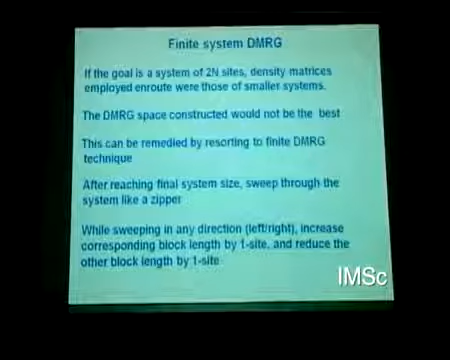 Finite system DMRG
If the goal is a system of 2N sites, density matrices
employed enroute were those of smaller systems.
The DMRG space constructed would not be the best
This can be remedied by resorting to finite DMRG
technique
After reaching final system size, sweep through the
system like a zipper
While sweeping in any direction (left/right), increase
corresponding block length by 1-site, and reduce the
other block length by 1-site
IMSc